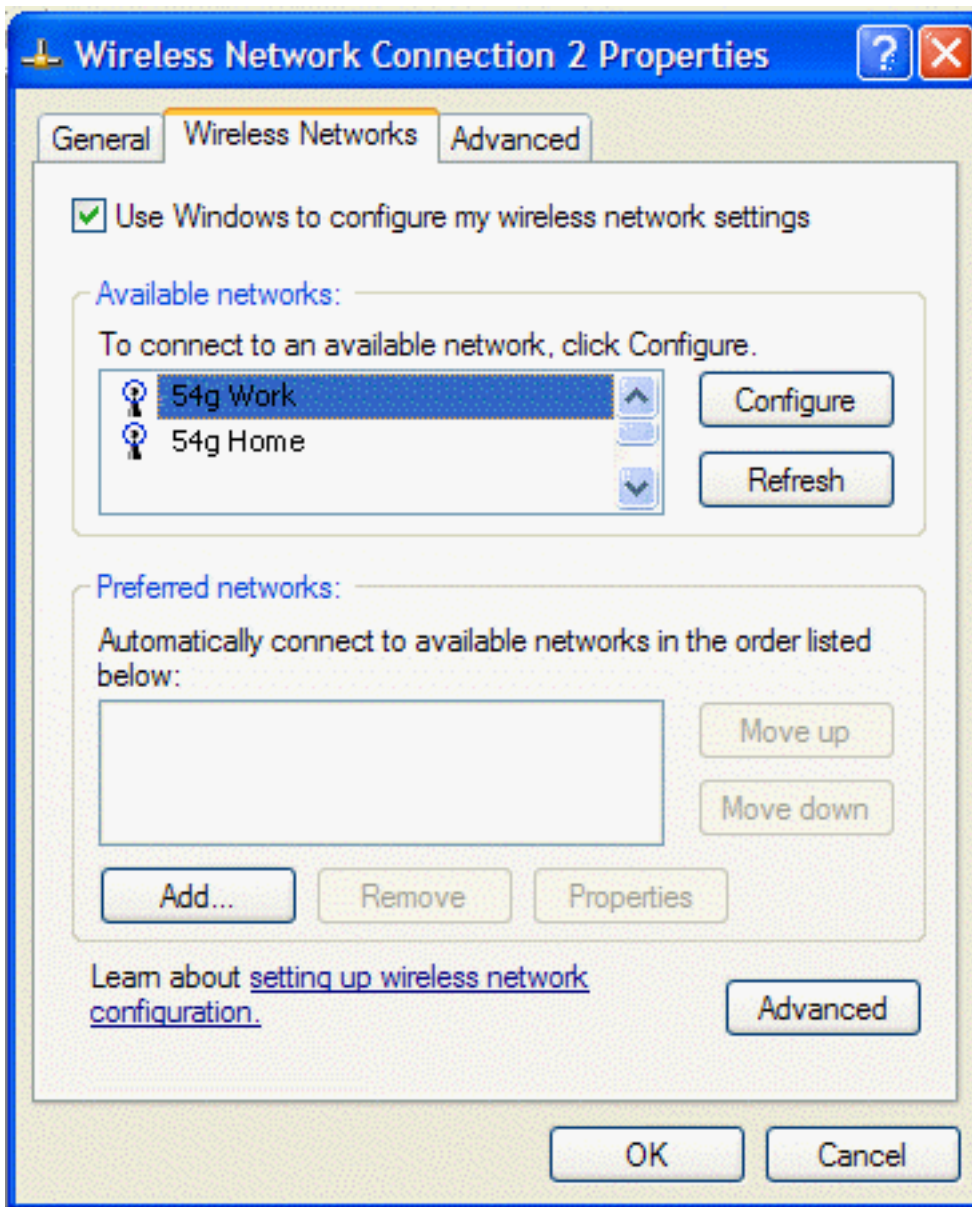 Wireless Network Connection 2 Properties
General
Wireless Networks
Advanced
Use Windows to configure my wireless network settings
Available networks:
To connect to an available network, click Configure.
54g Work
54g Home
Configure
Refresh
Preferred networks:
Automatically connect to available networks in the order listed
below:
Move up
Move down
Add...
Remove
Properties
Learn about setting up wireless network
configuration.
Advanced
OK
Cancel